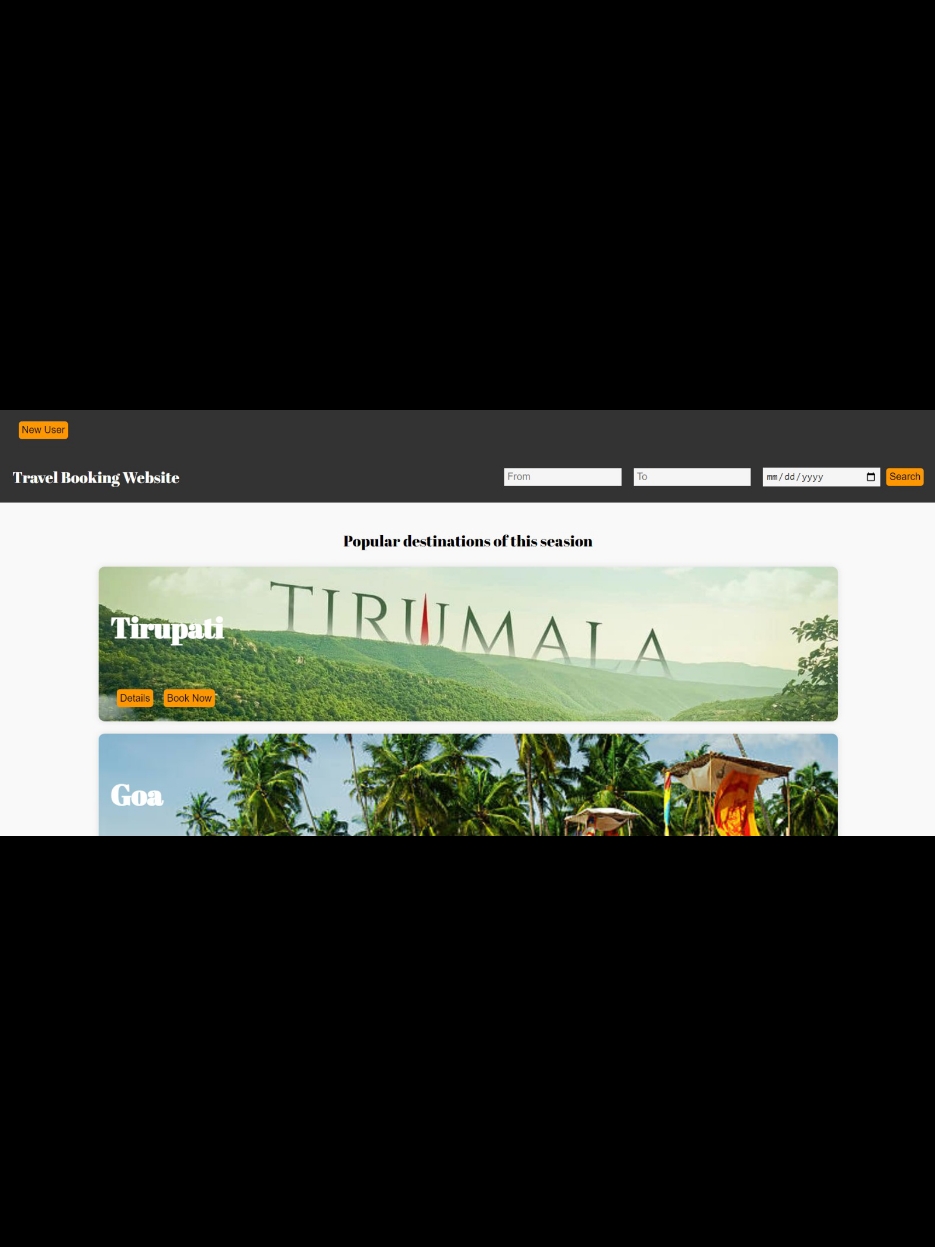 New User
Travel Booking Website
From To mm/dd/yyyy Search
Popular destinations of this seasion
TIRUMALA
Tirupati
Details Book Now
Goa